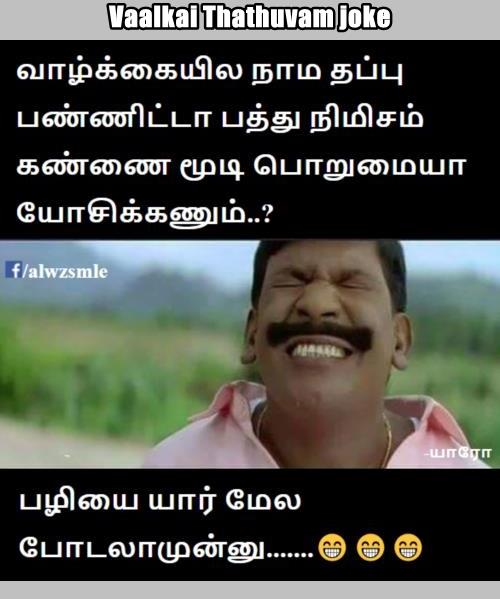 Vaalkai Thathuvam joke
வாழ்க்கையில நாம தப்பு
பண்ணிட்டா பத்து நிமிசம்
கண்ணை மூடி பொறுமையா
யோசிக்கணும்..?
f/alwzsmle
-யாரோ
பழியை யார் மேல
போடலாமுன்னு.......😁 😁 😁